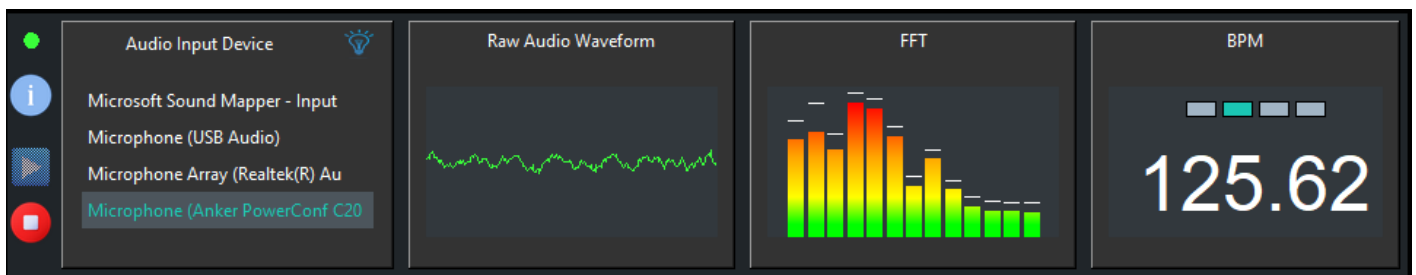 Audio Input Device
Microsoft Sound Mapper - Input
Microphone (USB Audio)
Microphone Array (Realtek(R) Au
Microphone (Anker PowerConf C20
Raw Audio Waveform
FFT
BPM
125.62
i